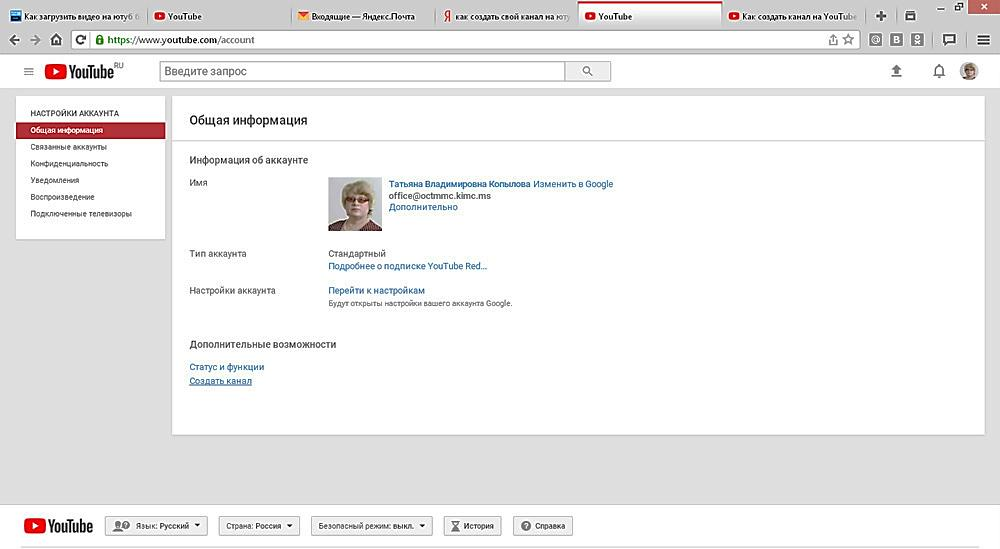 Как загрузить видео на ютуб б
YouTube
Входящие — Яндекс.Почта
Я как создать свой канал на юту
YouTube
Как создать канал на YouTube
https://www.youtube.com/account
YouTube RU
Введите запрос
НАСТРОЙКИ АККАУНТА
Общая информация
Связанные аккаунты
Конфиденциальность
Уведомления
Воспроизведение
Подключенные телевизоры
Общая информация
Информация об аккаунте
Имя
Татьяна Владимировна Копылова Изменить в Google
office@octmmc.kimc.ms
Дополнительно
Тип аккаунта
Стандартный
Подробнее о подписке YouTube Red...
Настройки аккаунта
Перейти к настройкам
Будут открыты настройки вашего аккаунта Google.
Дополнительные возможности
Статус и функции
Создать канал
YouTube
Язык: Русский
Страна: Россия
Безопасный режим: выкл.
История
Справка